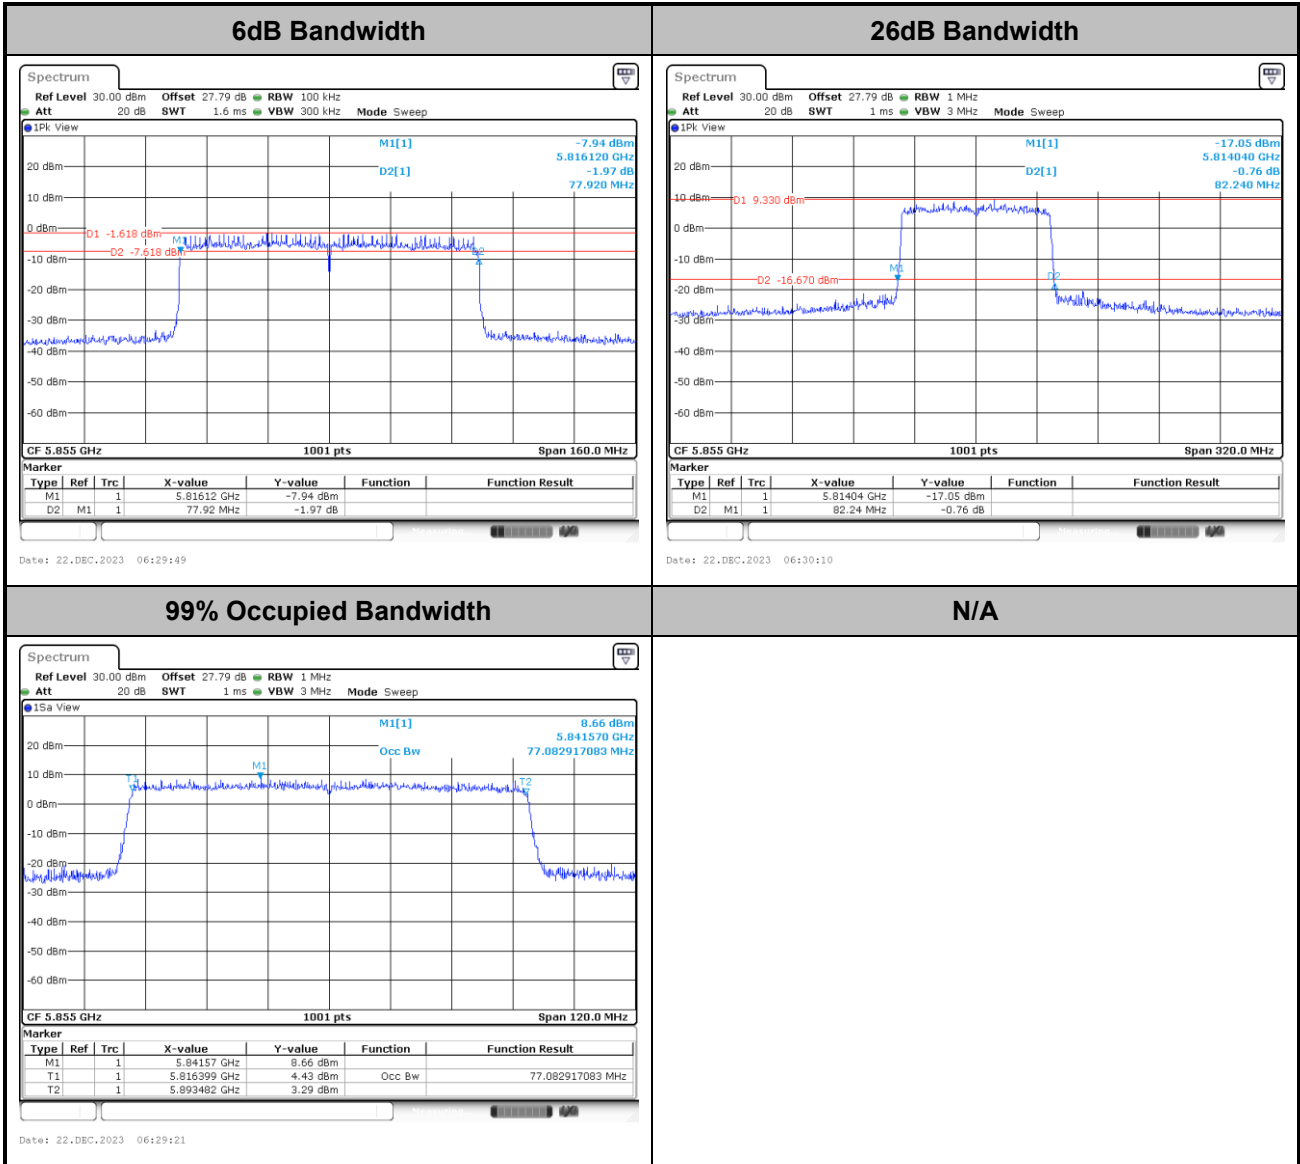 6dB Bandwidth
26dB Bandwidth
Spectrum
Ref Level 30.00 dBm Offset 27.79 dB RBW 100 kHz
Att 20 dB SWT 1.6 ms VBW 300 kHz Mode Sweep
1Pk View
M1[1] -7.94 dBm
5.816120 GHz
D2[1] -1.97 dB
77.920 MHz
20 dBm
10 dBm
0 dBm
D1 -1.618 dBm
M1
D2 -7.618 dBm
D2
-10 dBm
-20 dBm
-30 dBm
-40 dBm
-50 dBm
-60 dBm
CF 5.855 GHz 1001 pts Span 160.0 MHz
Marker
Type Ref Trc X-value Y-value Function Function Result
M1 1 5.81612 GHz -7.94 dBm
D2 M1 1 77.92 MHz -1.97 dB
Date: 22.DEC.2023 06:29:49
Spectrum
Ref Level 30.00 dBm Offset 27.79 dB RBW 1 MHz
Att 20 dB SWT 1 ms VBW 3 MHz Mode Sweep
1Pk View
M1[1] -17.05 dBm
5.814040 GHz
D2[1] -0.76 dB
82.240 MHz
20 dBm
10 dBm
D1 9.330 dBm
0 dBm
-10 dBm
M1
D2
D2 -16.670 dBm
-20 dBm
-30 dBm
-40 dBm
-50 dBm
-60 dBm
CF 5.855 GHz 1001 pts Span 320.0 MHz
Marker
Type Ref Trc X-value Y-value Function Function Result
M1 1 5.81404 GHz -17.05 dBm
D2 M1 1 82.24 MHz -0.76 dB
Measuring...
Date: 22.DEC.2023 06:30:10
99% Occupied Bandwidth
N/A
Spectrum
Ref Level 30.00 dBm Offset 27.79 dB RBW 1 MHz
Att 20 dB SWT 1 ms VBW 3 MHz Mode Sweep
1Sa View
M1[1] 8.66 dBm
5.841570 GHz
Occ Bw 77.082917083 MHz
20 dBm
M1
10 dBm
T1
T2
0 dBm
-10 dBm
-20 dBm
-30 dBm
-40 dBm
-50 dBm
-60 dBm
CF 5.855 GHz 1001 pts Span 120.0 MHz
Marker
Type Ref Trc X-value Y-value Function Function Result
M1 1 5.84157 GHz 8.66 dBm
T1 1 5.816399 GHz 4.43 dBm Occ Bw 77.082917083 MHz
T2 1 5.893482 GHz 3.29 dBm
Date: 22.DEC.2023 06:29:21